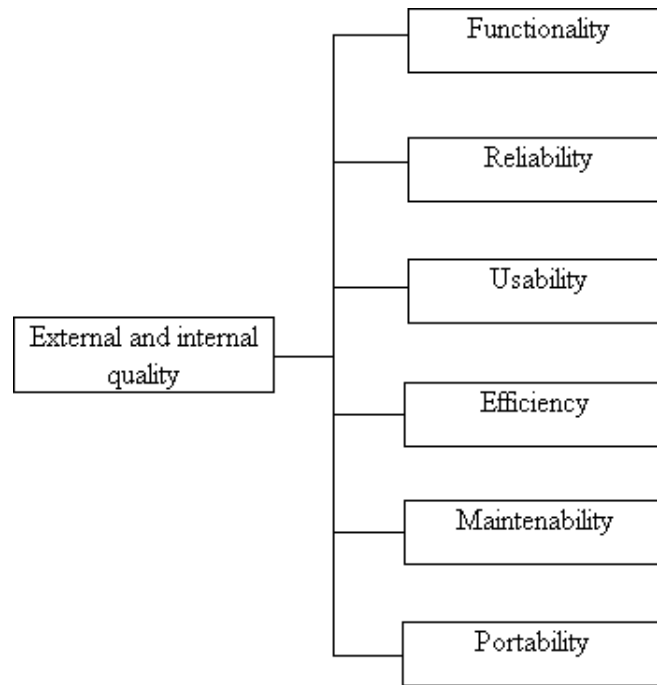 Functionality
Reliability
Usability
External and internal
quality
Efficiency
Maintenability
Portability